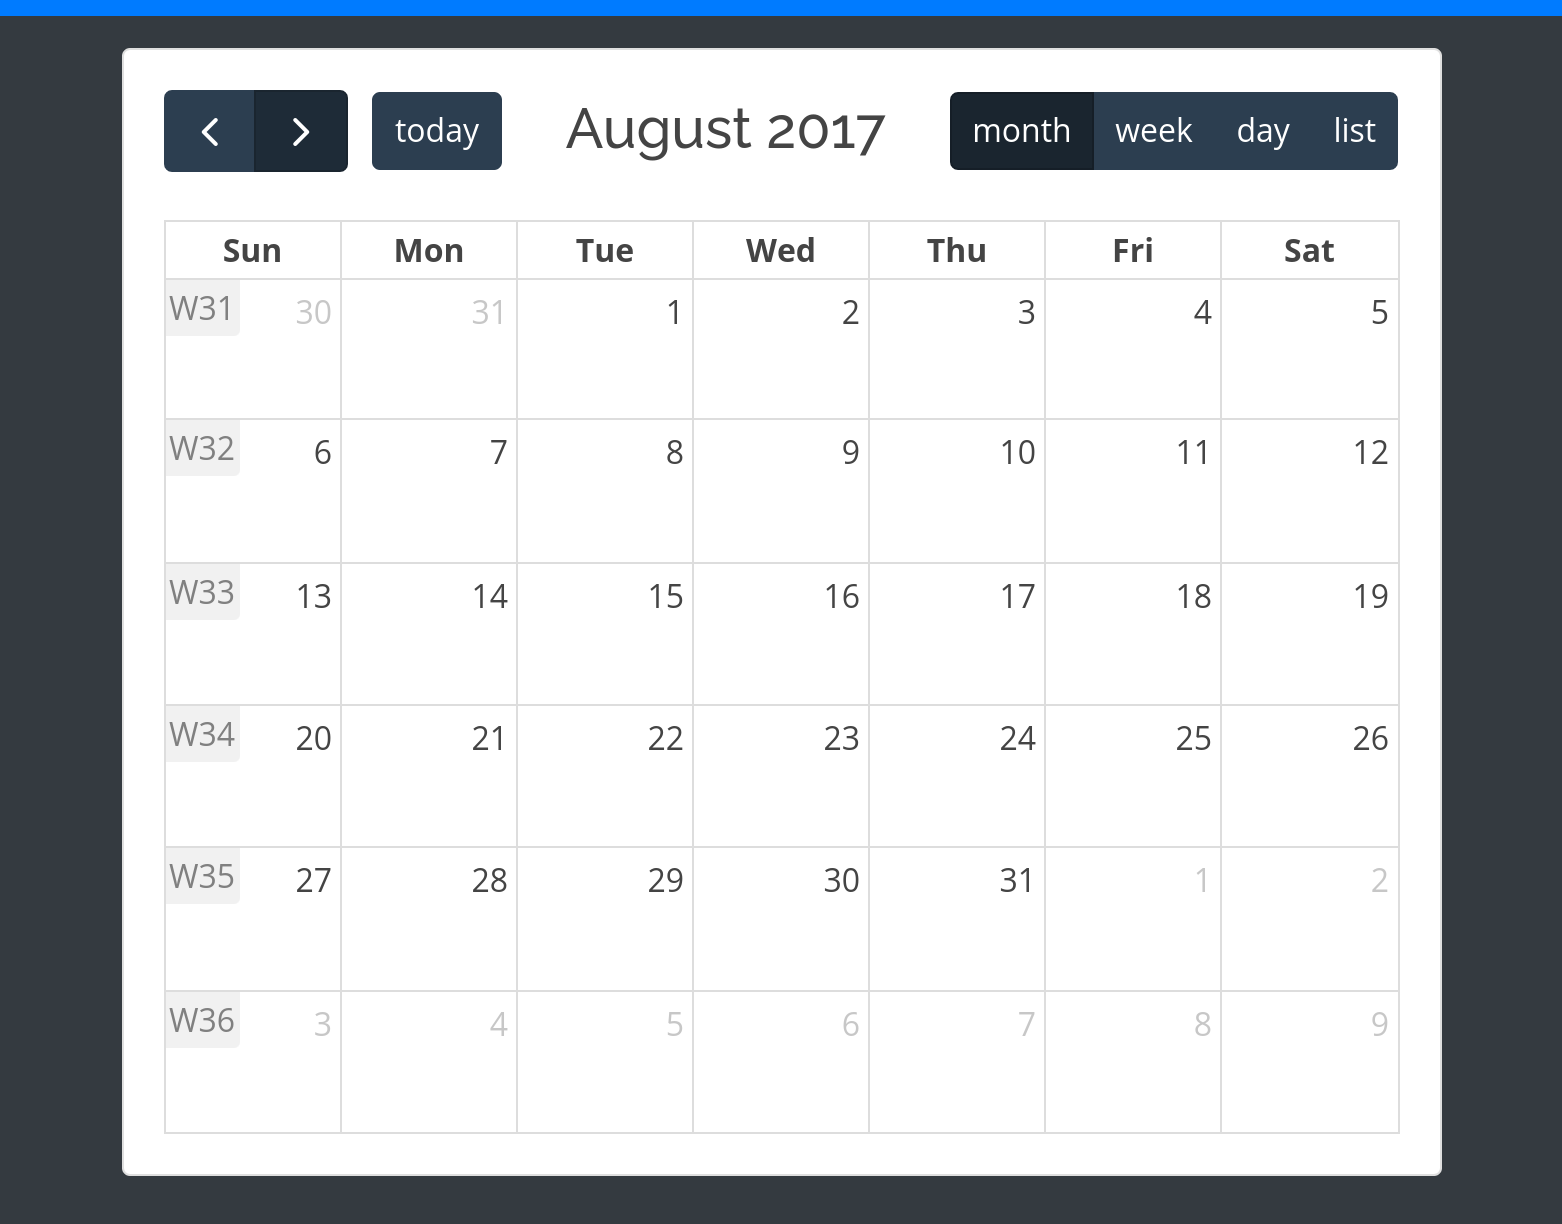 today August 2017 month week day list
Sun Mon Tue Wed Thu Fri Sat
W31 30 31 1 2 3 4 5
W32 6 7 8 9 10 11 12
W33 13 14 15 16 17 18 19
W34 20 21 22 23 24 25 26
W35 27 28 29 30 31 1 2
W36 3 4 5 6 7 8 9